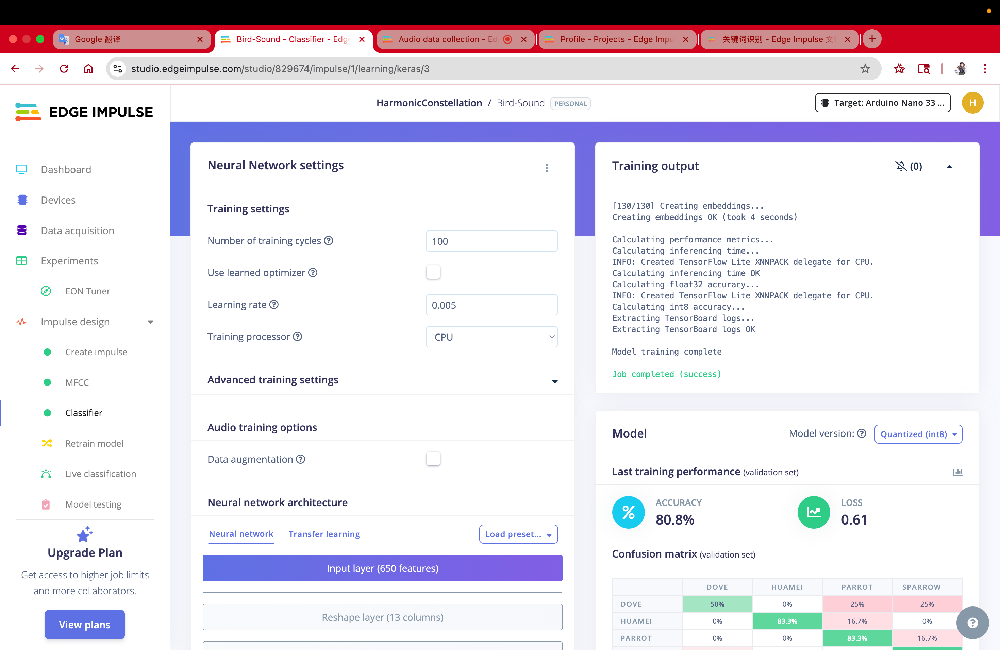 Google 翻译
Bird-Sound - Classifier - Edge
Audio data collection - Ed
Profile - Projects - Edge Impu
关键词识别 - Edge Impulse 文
studio.edgeimpulse.com/studio/829674/impulse/1/learning/keras/3
EDGE IMPULSE
HarmonicConstellation / Bird-Sound PERSONAL
Target: Arduino Nano 33 ...
H
Dashboard
Devices
Data acquisition
Experiments
EON Tuner
Impulse design
Create impulse
MFCC
Classifier
Retrain model
Live classification
Model testing
Upgrade Plan
Get access to higher job limits
and more collaborators.
View plans
Neural Network settings
Training settings
Number of training cycles ? 100
Use learned optimizer ?
Learning rate ? 0.005
Training processor ? CPU
Advanced training settings
Audio training options
Data augmentation ?
Neural network architecture
Neural network Transfer learning Load preset...
Input layer (650 features)
Reshape layer (13 columns)
Training output (0)
[130/130] Creating embeddings...
Creating embeddings OK (took 4 seconds)
Calculating performance metrics...
Calculating inferencing time...
INFO: Created TensorFlow Lite XNNPACK delegate for CPU.
Calculating inferencing time OK
Calculating float32 accuracy...
INFO: Created TensorFlow Lite XNNPACK delegate for CPU.
Calculating int8 accuracy...
Extracting TensorBoard logs...
Extracting TensorBoard logs OK
Model training complete
Job completed (success)
Model Model version: ? Quantized (int8)
Last training performance (validation set)
% ACCURACY
80.8%
LOSS
0.61
Confusion matrix (validation set)
DOVE HUAMEI PARROT SPARROW
DOVE 50% 0% 25% 25%
HUAMEI 0% 83.3% 16.7% 0%
PARROT 0% 0% 83.3% 16.7%
?